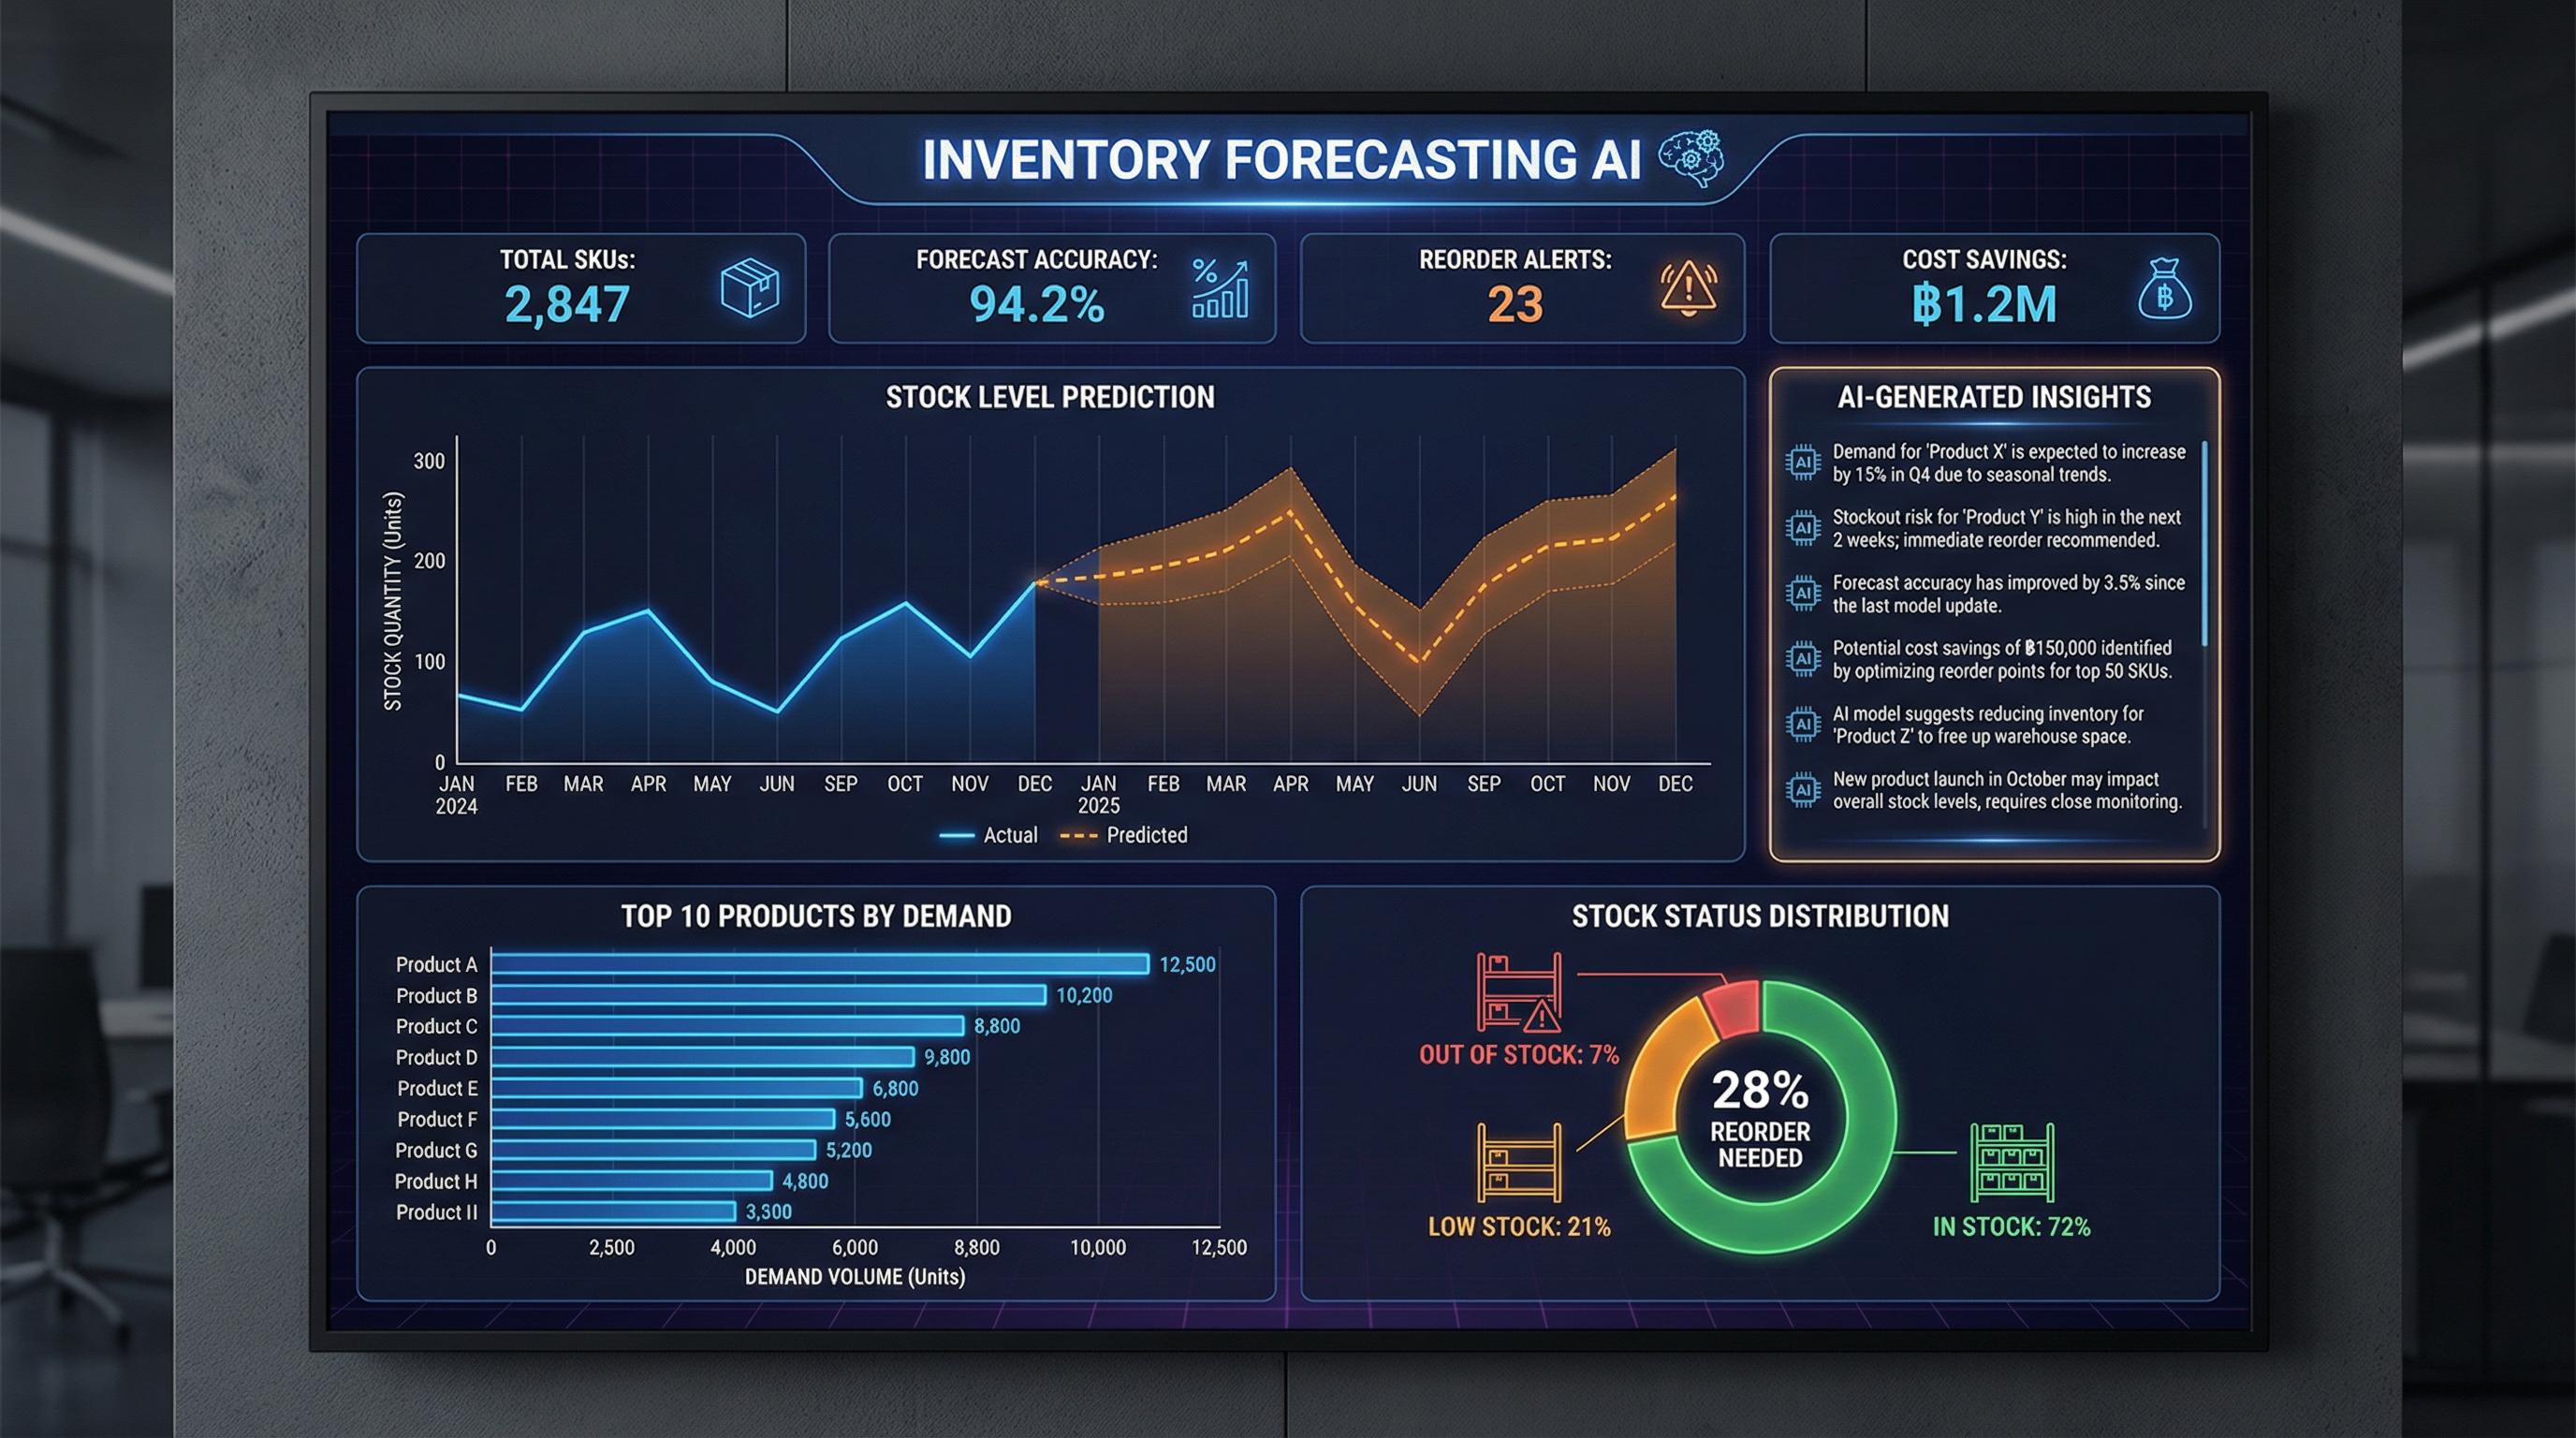 INVENTORY FORECASTING AI
TOTAL SKUs:
2,847
FORECAST ACCURACY:
94.2%
REORDER ALERTS:
23
COST SAVINGS:
฿1.2M
฿
%
STOCK LEVEL PREDICTION
STOCK QUANTITY (Units)
300
200
100
0
JAN FEB MAR APR MAY JUN SEP OCT NOV DEC JAN FEB MAR APR MAY JUN SEP OCT NOV DEC
2024 2025
Actual Predicted
AI-GENERATED INSIGHTS
AI Demand for 'Product X' is expected to increase
by 15% in Q4 due to seasonal trends.
AI Stockout risk for 'Product Y' is high in the next
2 weeks; immediate reorder recommended.
AI Forecast accuracy has improved by 3.5% since
the last model update.
AI Potential cost savings of ฿150,000 identified
by optimizing reorder points for top 50 SKUs.
AI AI model suggests reducing inventory for
'Product Z' to free up warehouse space.
AI New product launch in October may impact
overall stock levels, requires close monitoring.
TOP 10 PRODUCTS BY DEMAND
Product A 12,500
Product B 10,200
Product C 8,800
Product D 9,800
Product E 6,800
Product F 5,600
Product G 5,200
Product H 4,800
Product II 3,300
0 2,500 4,000 6,000 8,800 10,000 12,500
DEMAND VOLUME (Units)
STOCK STATUS DISTRIBUTION
OUT OF STOCK: 7%
28%
REORDER
NEEDED
LOW STOCK: 21%
IN STOCK: 72%